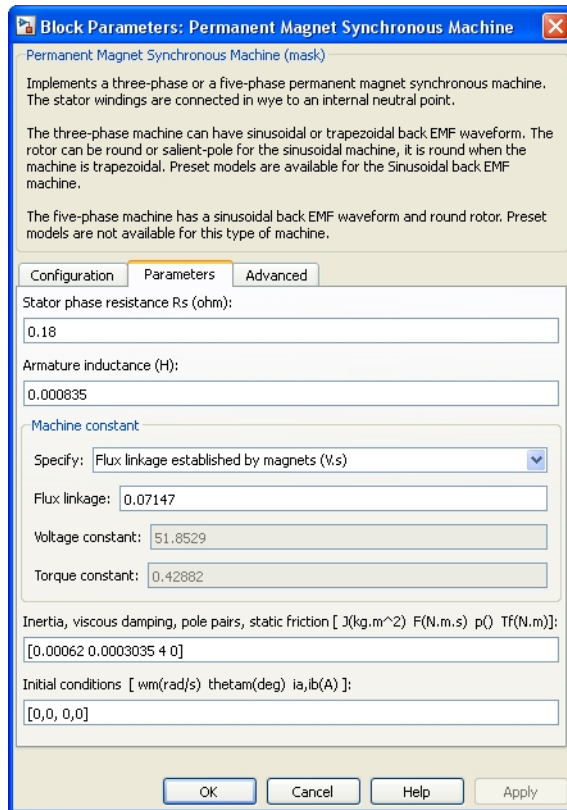 Block Parameters: Permanent Magnet Synchronous Machine
Permanent Magnet Synchronous Machine (mask)
Implements a three-phase or a five-phase permanent magnet synchronous machine.
The stator windings are connected in wye to an internal neutral point.
The three-phase machine can have sinusoidal or trapezoidal back EMF waveform. The
rotor can be round or salient-pole for the sinusoidal machine, it is round when the
machine is trapezoidal. Preset models are available for the Sinusoidal back EMF
machine.
The five-phase machine has a sinusoidal back EMF waveform and round rotor. Preset
models are not available for this type of machine.
Configuration Parameters Advanced
Stator phase resistance Rs (ohm):
0.18
Armature inductance (H):
0.000835
Machine constant
Specify: Flux linkage established by magnets (V.s)
Flux linkage: 0.07147
Voltage constant: 51.8529
Torque constant: 0.42882
Inertia, viscous damping, pole pairs, static friction [ J(kg.m^2) F(N.m.s) p() Tf(N.m)]:
[0.00062 0.0003035 4 0]
Initial conditions [ wm(rad/s) thetam(deg) ia,ib(A) ]:
[0,0, 0,0]
OK Cancel Help Apply